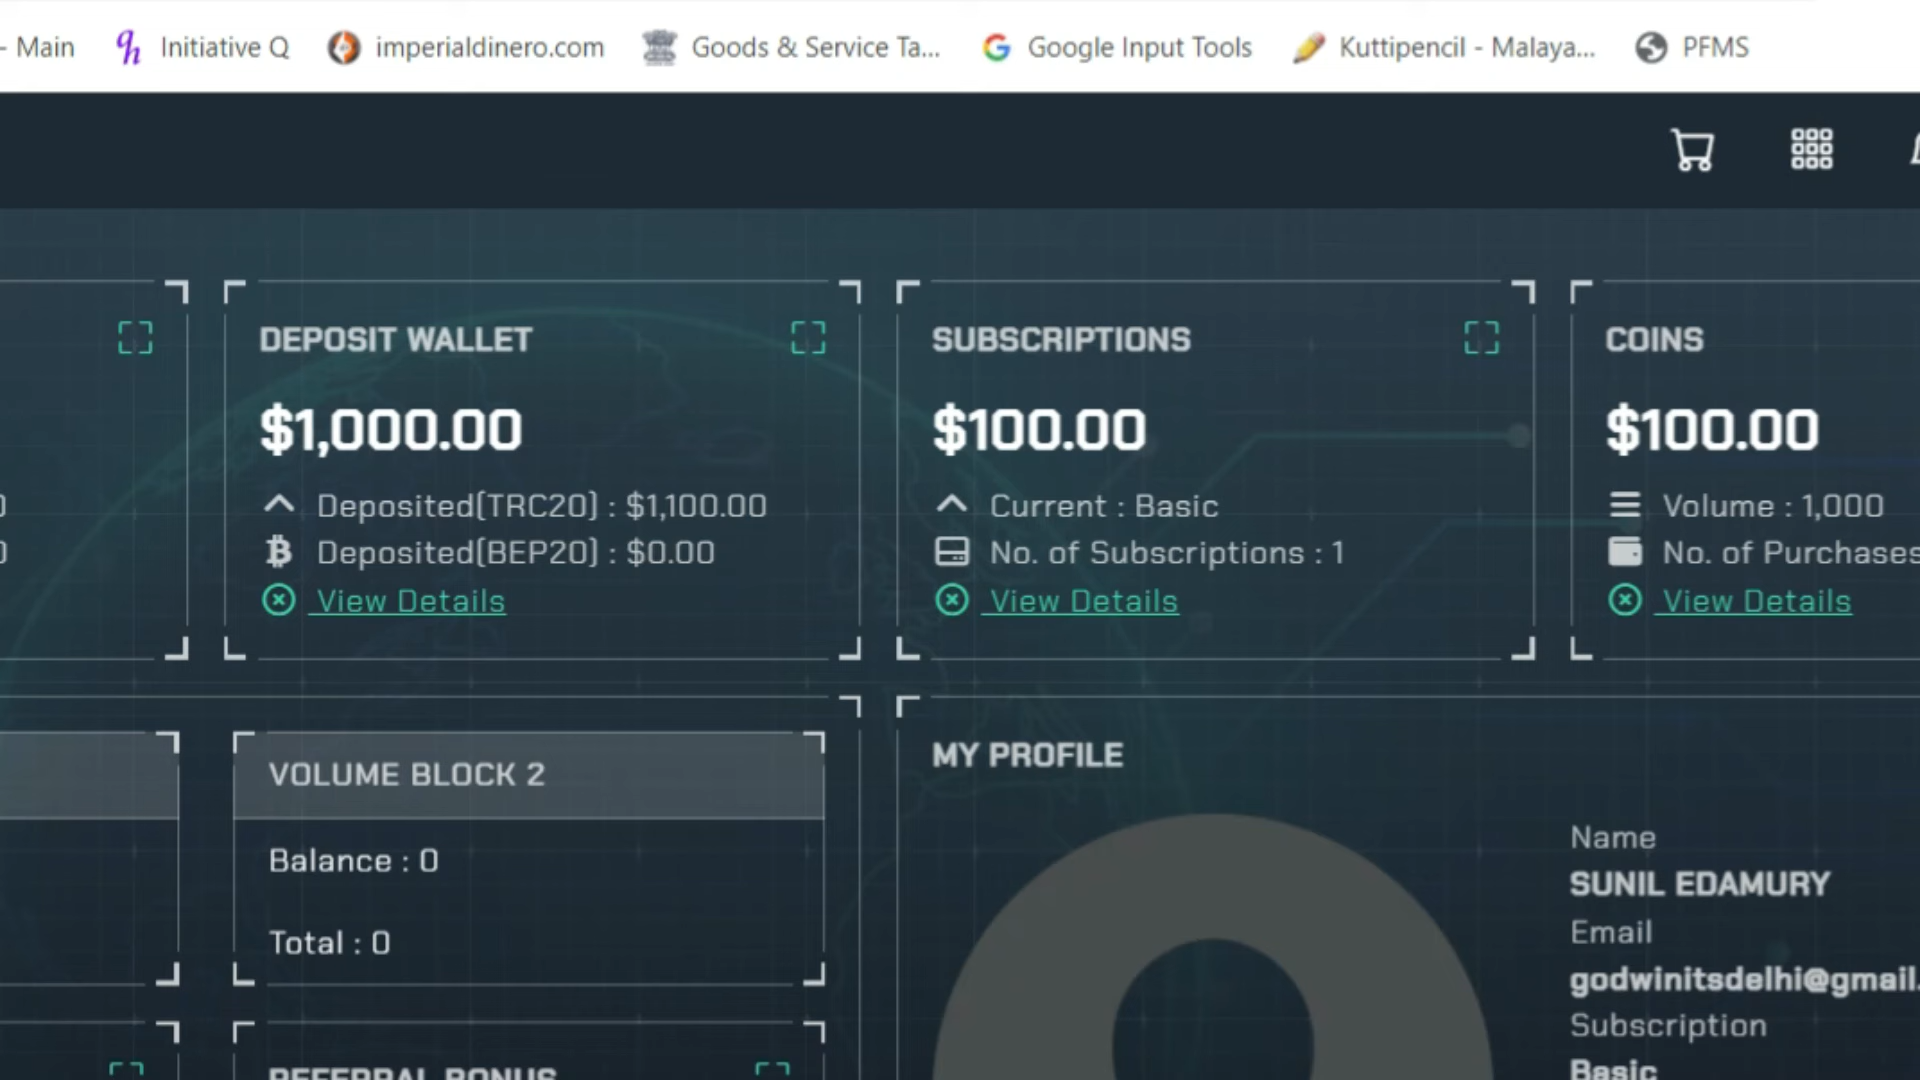 - Main
Initiative Q
imperialdinero.com
Goods & Service Ta...
Google Input Tools
Kuttipencil - Malaya...
PFMS
DEPOSIT WALLET
$1,000.00
Deposited(TRC20) : $1,100.00
Deposited(BEP20) : $0.00
View Details
SUBSCRIPTIONS
$100.00
Current : Basic
No. of Subscriptions : 1
View Details
COINS
$100.00
Volume : 1,000
No. of Purchases
View Details
VOLUME BLOCK 2
Balance : 0
Total : 0
REFERRAL BONUS
MY PROFILE
Name
SUNIL EDAMURY
Email
godwinitsdelhi@gmail.
Subscription
Basic